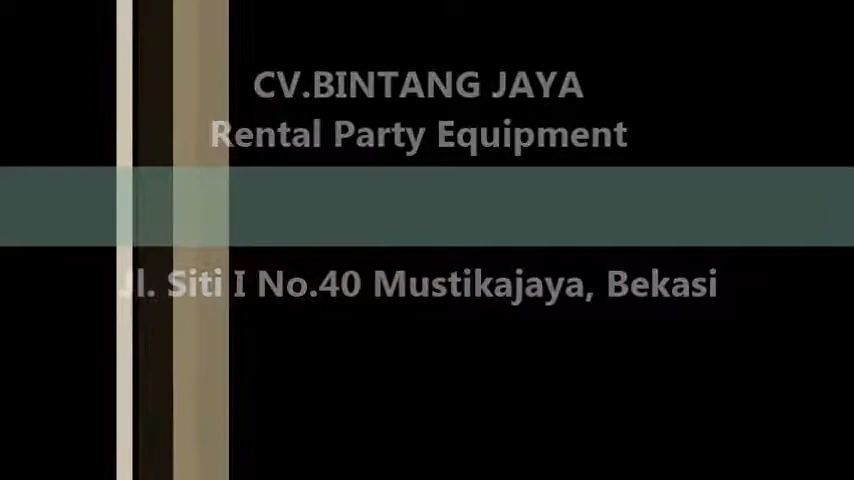 CV.BINTANG JAYA
Rental Party Equipment
Jl. Siti I No.40 Mustikajaya, Bekasi